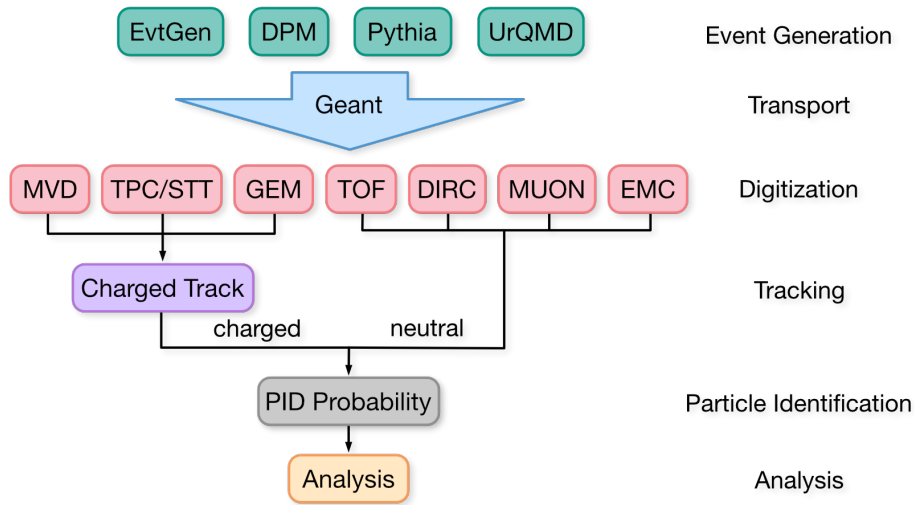 EvtGen DPM Pythia UrQMD Event Generation
Geant Transport
MVD TPC/STT GEM TOF DIRC MUON EMC Digitization
Charged Track Tracking
charged neutral
PID Probability Particle Identification
Analysis Analysis